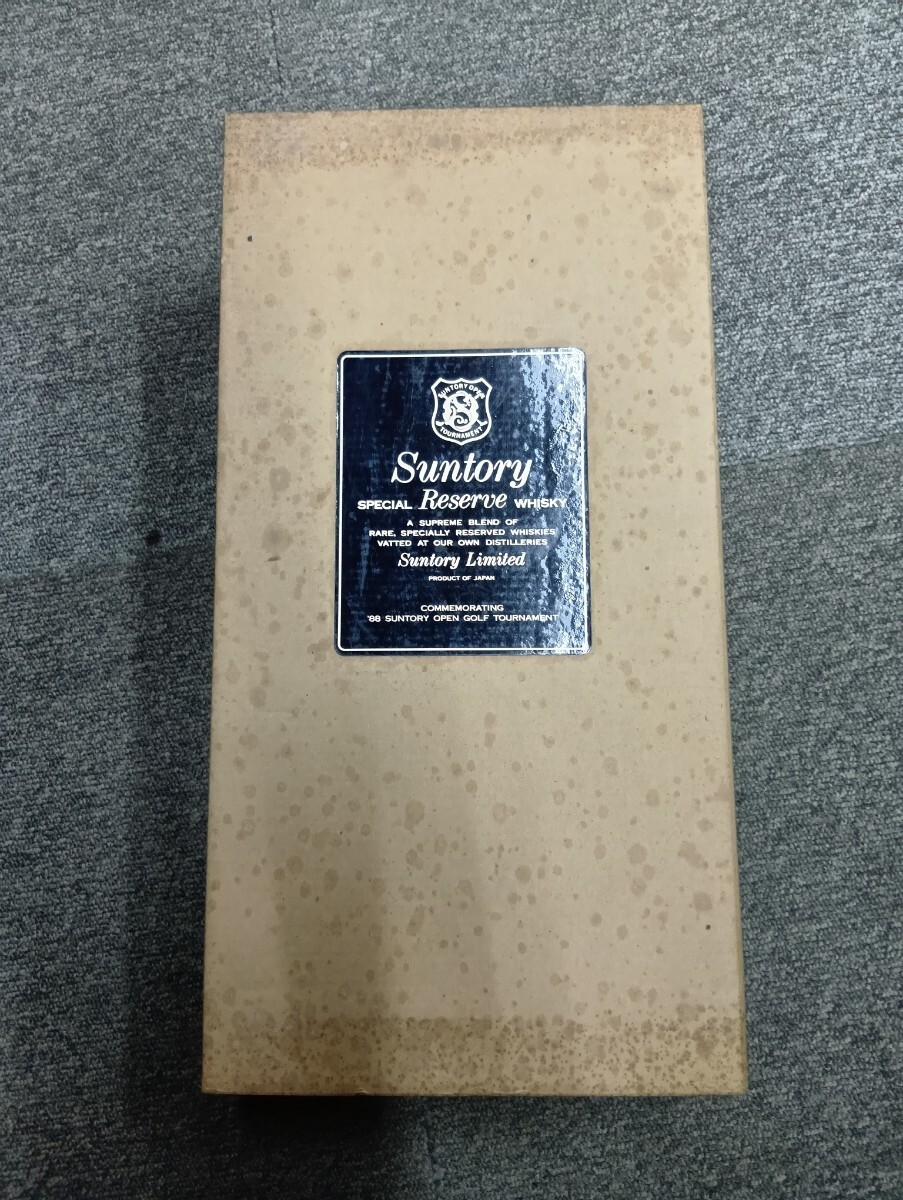 SUNTORY OPEN
TOURNAMENT
Suntory
SPECIAL Reserve WHISKY
A SUPREME BLEND OF
RARE, SPECIALLY RESERVED WHISKIES
VATTED AT OUR OWN DISTILLERIES
Suntory Limited
PRODUCT OF JAPAN
COMMEMORATING
'88 SUNTORY OPEN GOLF TOURNAMENT